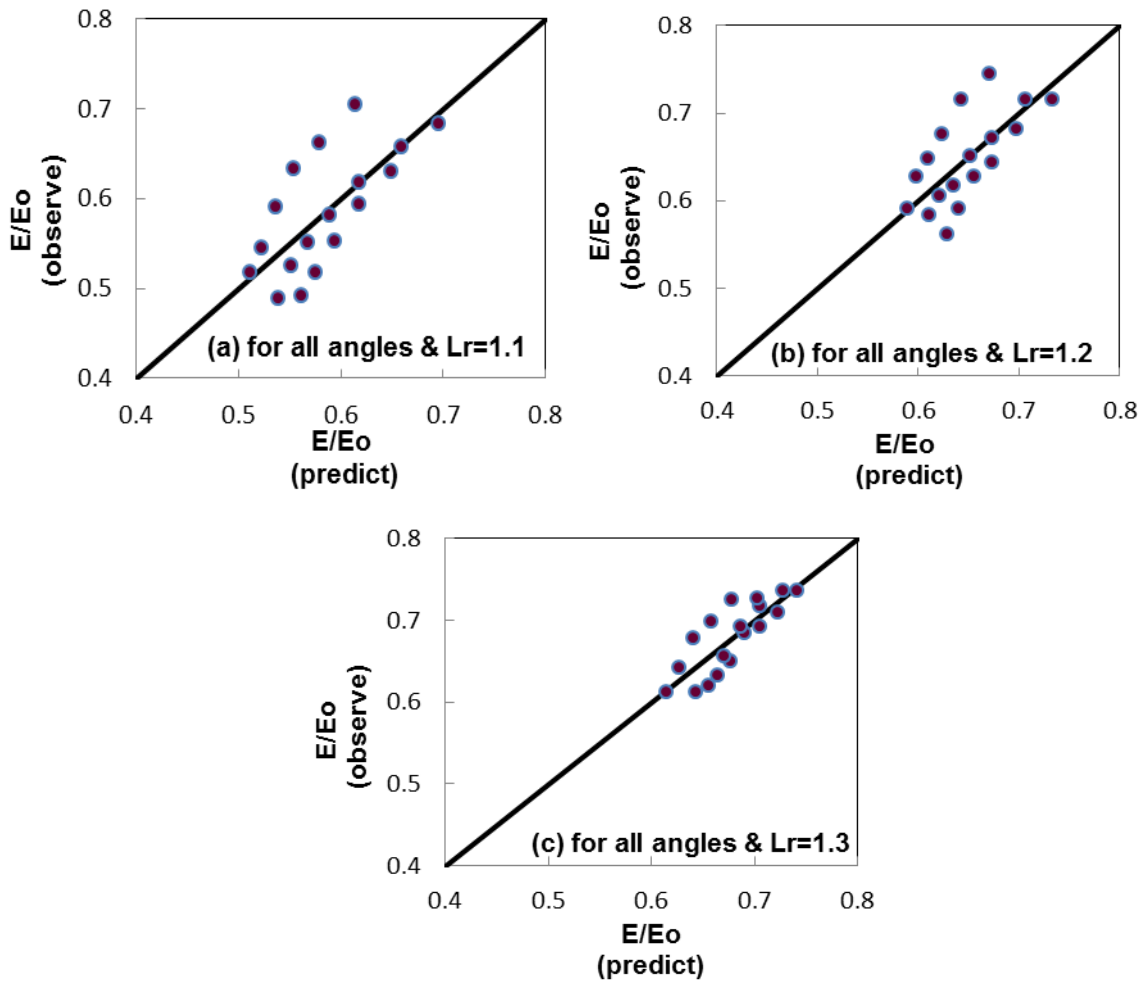 0.8
0.7
0.6
0.5
0.4
E/Eo
(observe)
(a) for all angles & Lr=1.1
0.4 0.5 0.6 0.7 0.8
E/Eo
(predict)
0.8
0.7
0.6
0.5
0.4
E/Eo
(observe)
(b) for all angles & Lr=1.2
0.4 0.5 0.6 0.7 0.8
E/Eo
(predict)
0.8
0.7
0.6
0.5
0.4
E/Eo
(observe)
(c) for all angles & Lr=1.3
0.4 0.5 0.6 0.7 0.8
E/Eo
(predict)